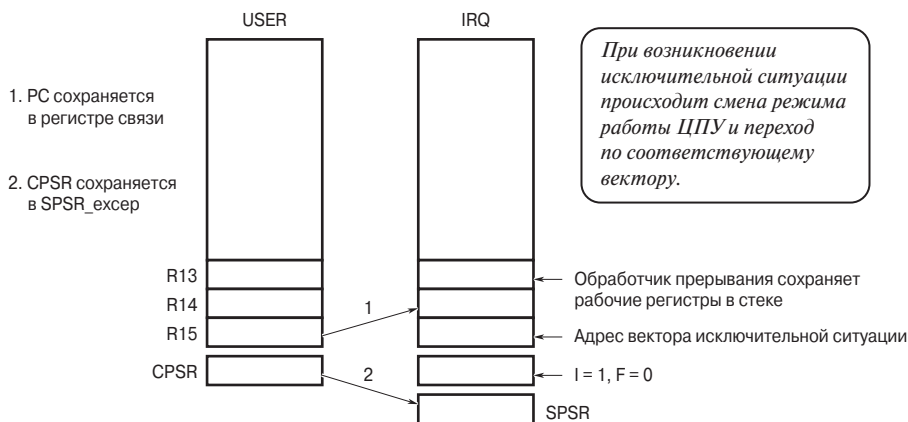 USER
IRQ
1. PC сохраняется
в регистре связи
2. CPSR сохраняется
в SPSR_excep
При возникновении
исключительной ситуации
происходит смена режима
работы ЦПУ и переход
по соответствующему
вектору.
R13
R14
R15
CPSR
1
2
Обработчик прерывания сохраняет
рабочие регистры в стеке
Адрес вектора исключительной ситуации
I = 1, F = 0
SPSR